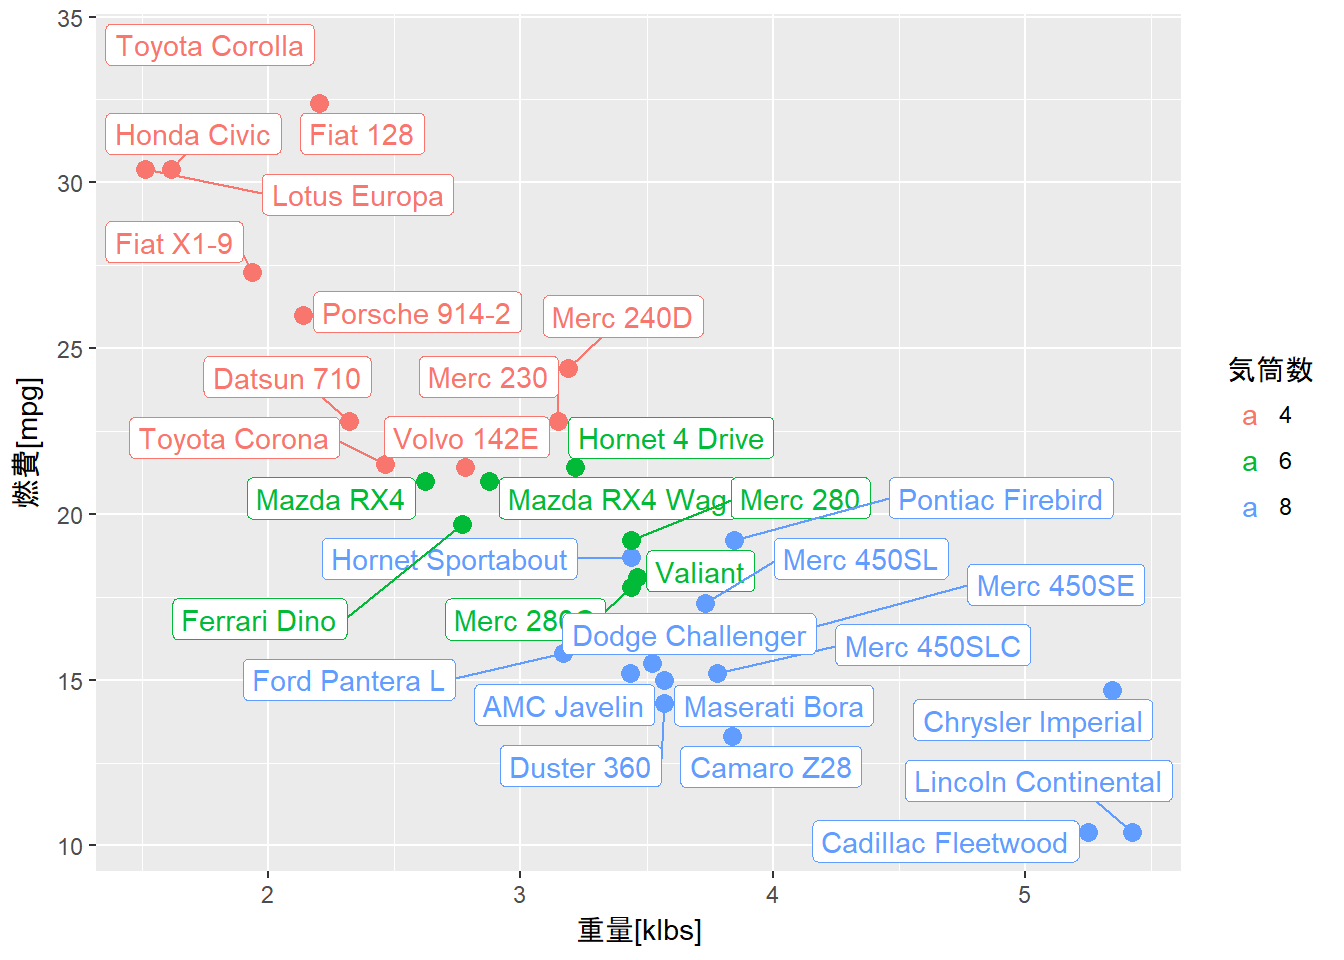 35
30
25
20
15
10
燃費[mpg]
Toyota Corolla
Honda Civic
Fiat 128
Lotus Europa
Fiat X1-9
Porsche 914-2
Merc 240D
Datsun 710
Merc 230
Toyota Corona
Volvo 142E
Hornet 4 Drive
Mazda RX4
Mazda RX4 Wag
Merc 280
Pontiac Firebird
Hornet Sportabout
Valiant
Merc 450SL
Merc 450SE
Ferrari Dino
Merc 280C
Dodge Challenger
Merc 450SLC
Ford Pantera L
AMC Javelin
Maserati Bora
Chrysler Imperial
Duster 360
Camaro Z28
Lincoln Continental
Cadillac Fleetwood
2
3
4
5
重量[klbs]
気筒数
a 4
a 6
a 8